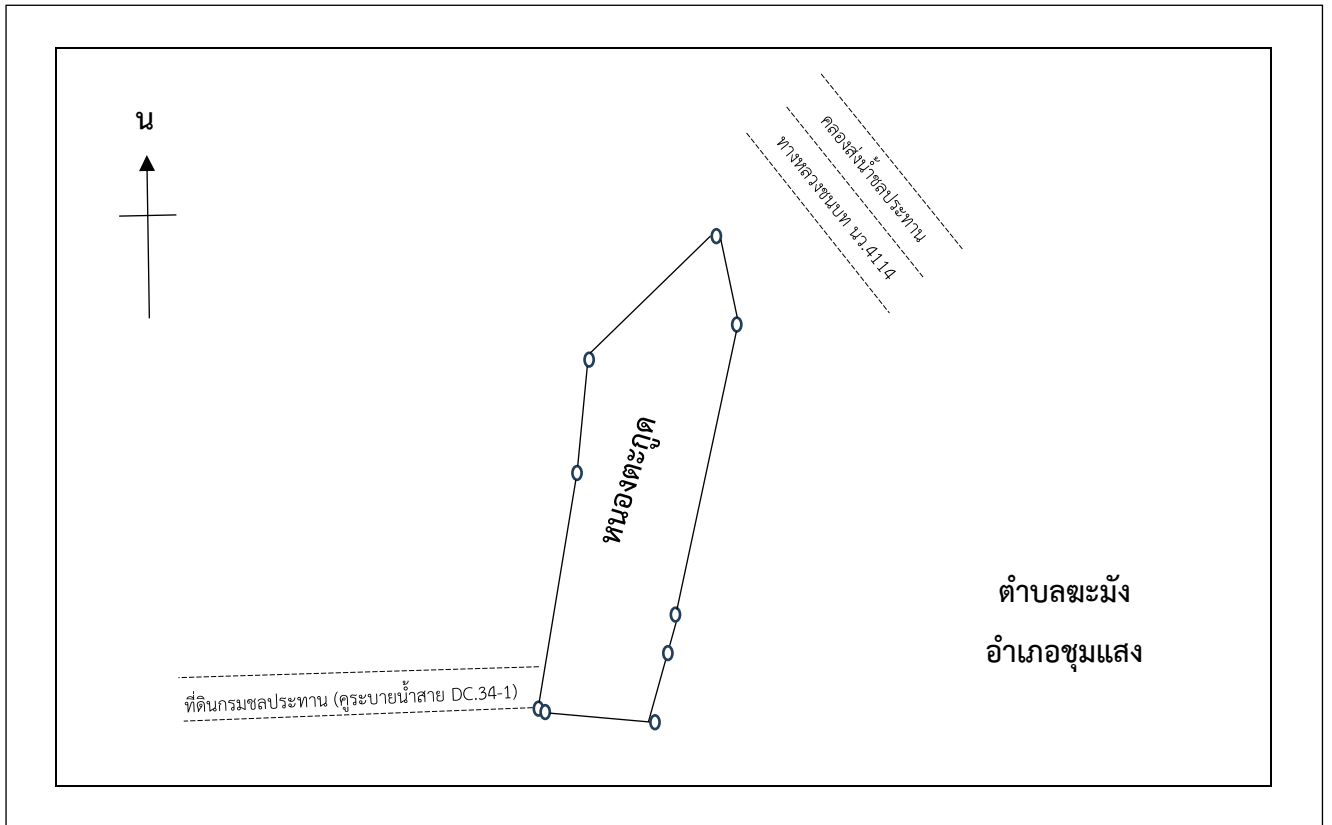 น
คลองส่งน้ำชลประทาน
ทางหลวงชนบท นว.4114
หนองตะกูด
ตำบลฆะมัง
อำเภอชุมแสง
ที่ดินกรมชลประทาน (คูระบายน้ำสาย DC.34-1)